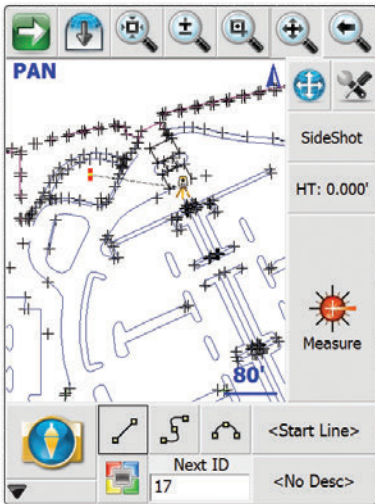 PAN
SideShot
HT: 0.000'
Measure
80'
<Start Line>
Next ID
17
<No Desc>